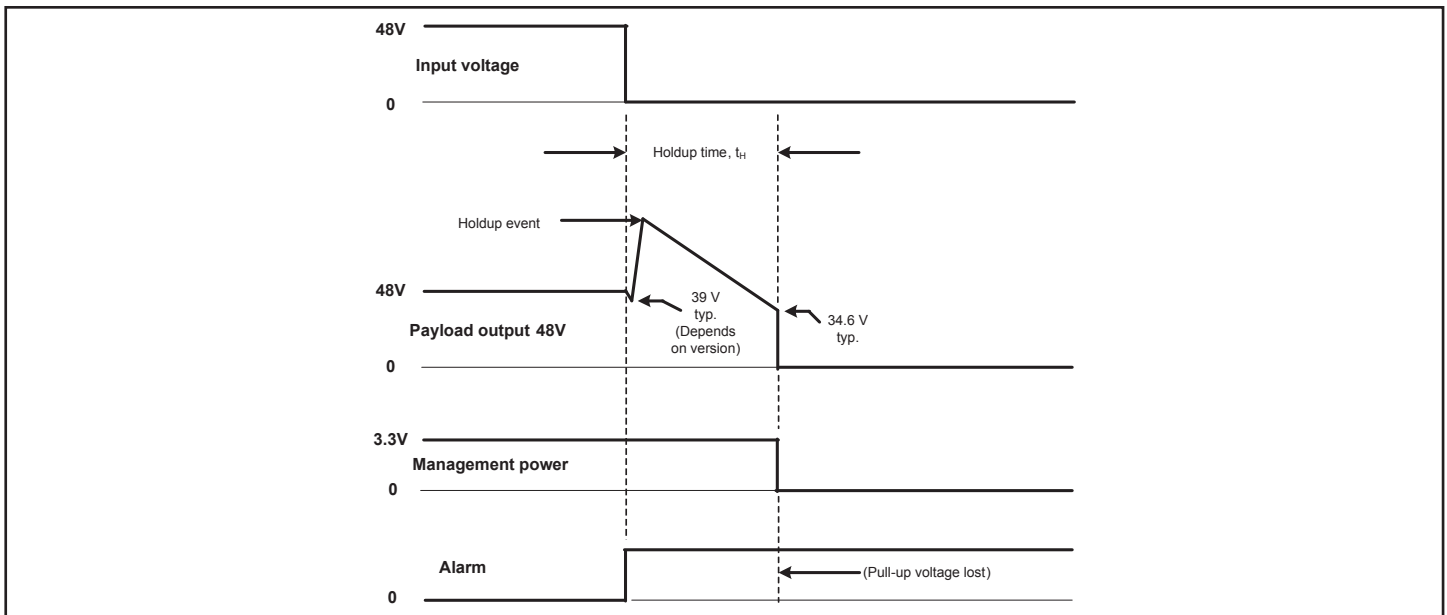 48V
Input voltage
0
Holdup time, tH
Holdup event
48V
39 V
typ.
(Depends
on version)
34.6 V
typ.
Payload output 48V
0
3.3V
Management power
0
Alarm
(Pull-up voltage lost)
0